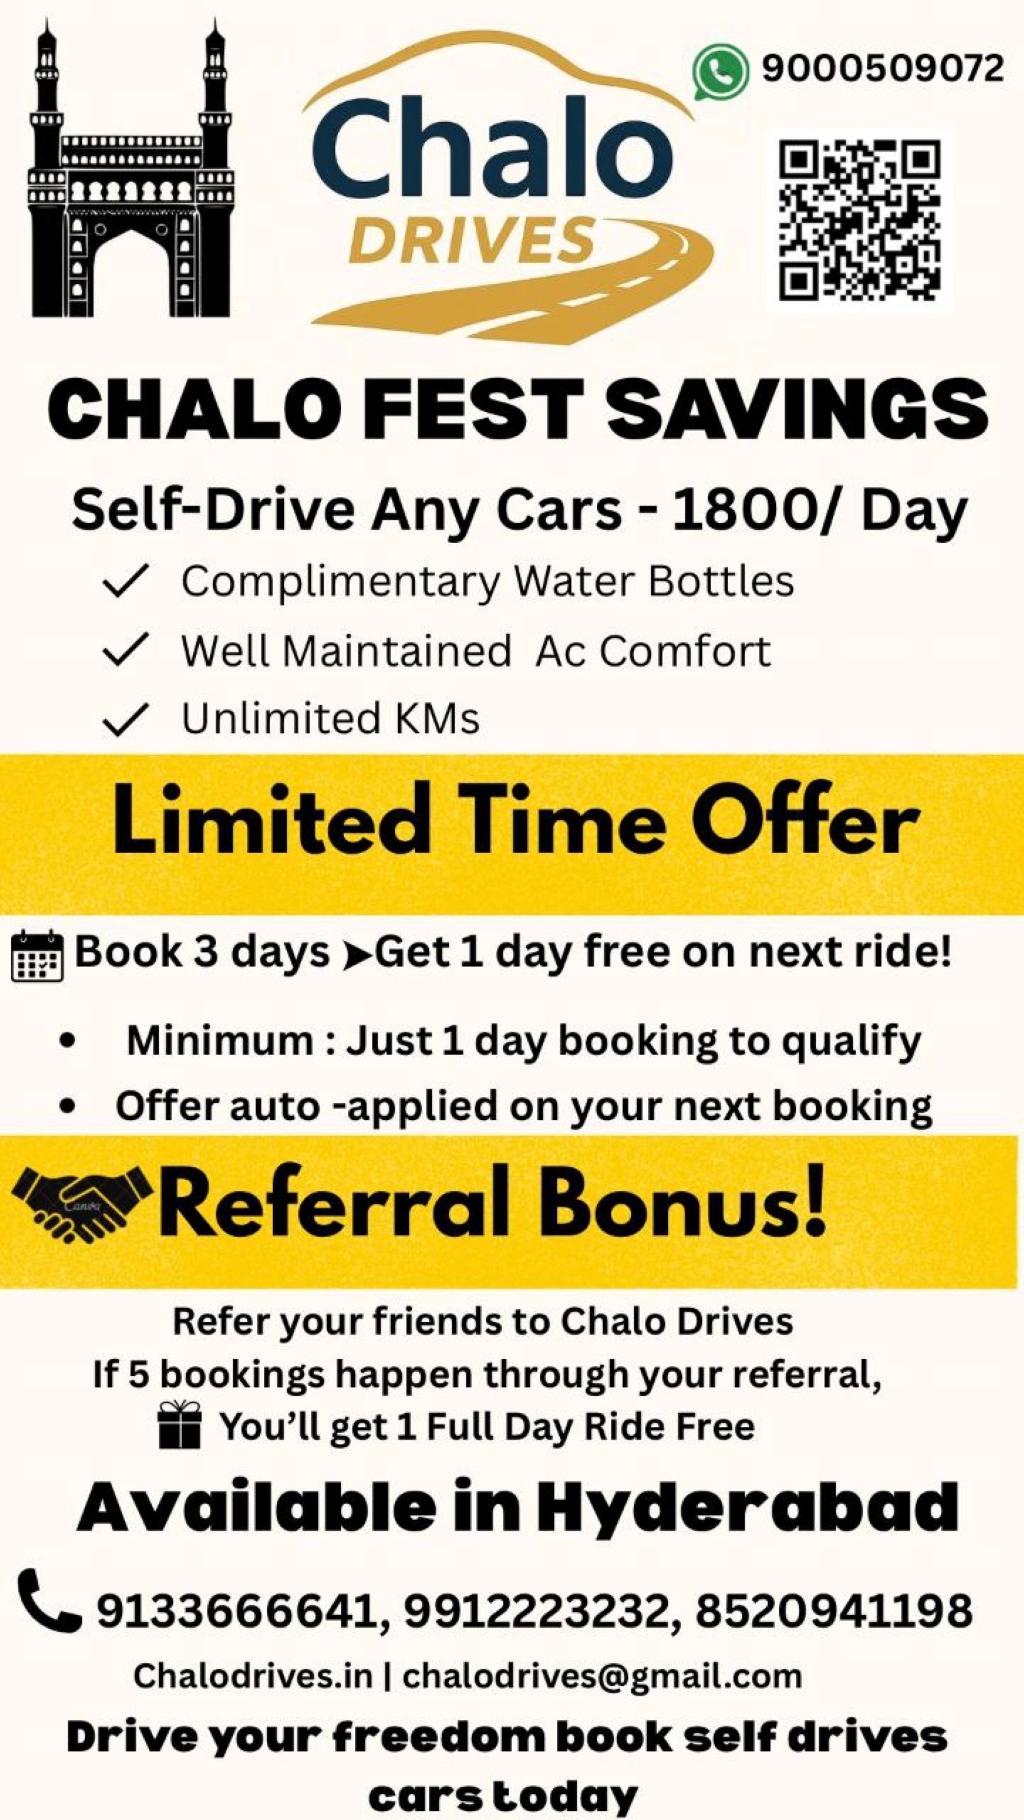 9000509072
Chalo
DRIVES
CHALO FEST SAVINGS
Self-Drive Any Cars - 1800/ Day
Complimentary Water Bottles
Well Maintained  Ac Comfort
Unlimited KMs
Limited Time Offer
Book 3 days ➤Get 1 day free on next ride!
• Minimum : Just 1 day booking to qualify
• Offer auto -applied on your next booking
Canva
Referral Bonus!
Refer your friends to Chalo Drives
If 5 bookings happen through your referral,
You’ll get 1 Full Day Ride Free
Available in Hyderabad
9133666641, 9912223232, 8520941198
Chalodrives.in | chalodrives@gmail.com
Drive your freedom book self drives
cars today